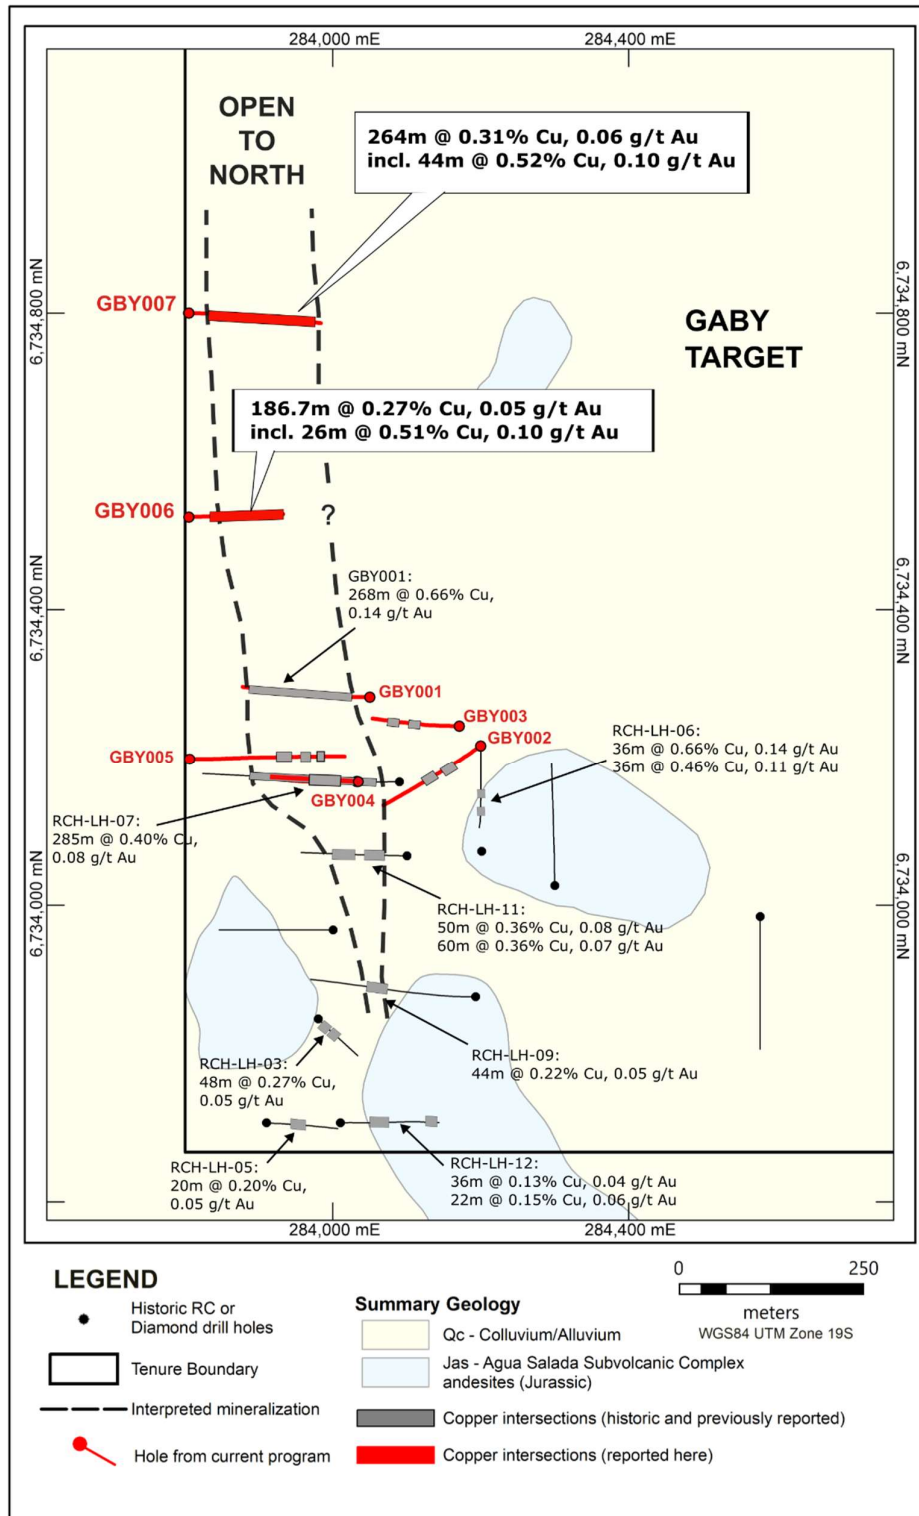 284,000 mE
284,400 mE
OPEN
TO
NORTH
264m @ 0.31% Cu, 0.06 g/t Au
incl. 44m @ 0.52% Cu, 0.10 g/t Au
6,734,800 mN
6,734,800 mN
GBY007
GABY
TARGET
186.7m @ 0.27% Cu, 0.05 g/t Au
incl. 26m @ 0.51% Cu, 0.10 g/t Au
GBY006
?
6,734,400 mN
6,734,400 mN
GBY001:
268m @ 0.66% Cu,
0.14 g/t Au
GBY001
GBY003
GBY002
GBY005
GBY004
RCH-LH-06:
36m @ 0.66% Cu, 0.14 g/t Au
36m @ 0.46% Cu, 0.11 g/t Au
RCH-LH-07:
285m @ 0.40% Cu,
0.08 g/t Au
6,734,000 mN
6,734,000 mN
RCH-LH-11:
50m @ 0.36% Cu, 0.08 g/t Au
60m @ 0.36% Cu, 0.07 g/t Au
RCH-LH-03:
48m @ 0.27% Cu,
0.05 g/t Au
RCH-LH-09:
44m @ 0.22% Cu, 0.05 g/t Au
RCH-LH-05:
20m @ 0.20% Cu,
0.05 g/t Au
RCH-LH-12:
36m @ 0.13% Cu, 0.04 g/t Au
22m @ 0.15% Cu, 0.06 g/t Au
284,000 mE
284,400 mE
LEGEND
Historic RC or
Diamond drill holes
Tenure Boundary
Interpreted mineralization
Hole from current program
Summary Geology
Qc - Colluvium/Alluvium
Jas - Agua Salada Subvolcanic Complex
andesites (Jurassic)
Copper intersections (historic and previously reported)
Copper intersections (reported here)
0 250
meters
WGS84 UTM Zone 19S